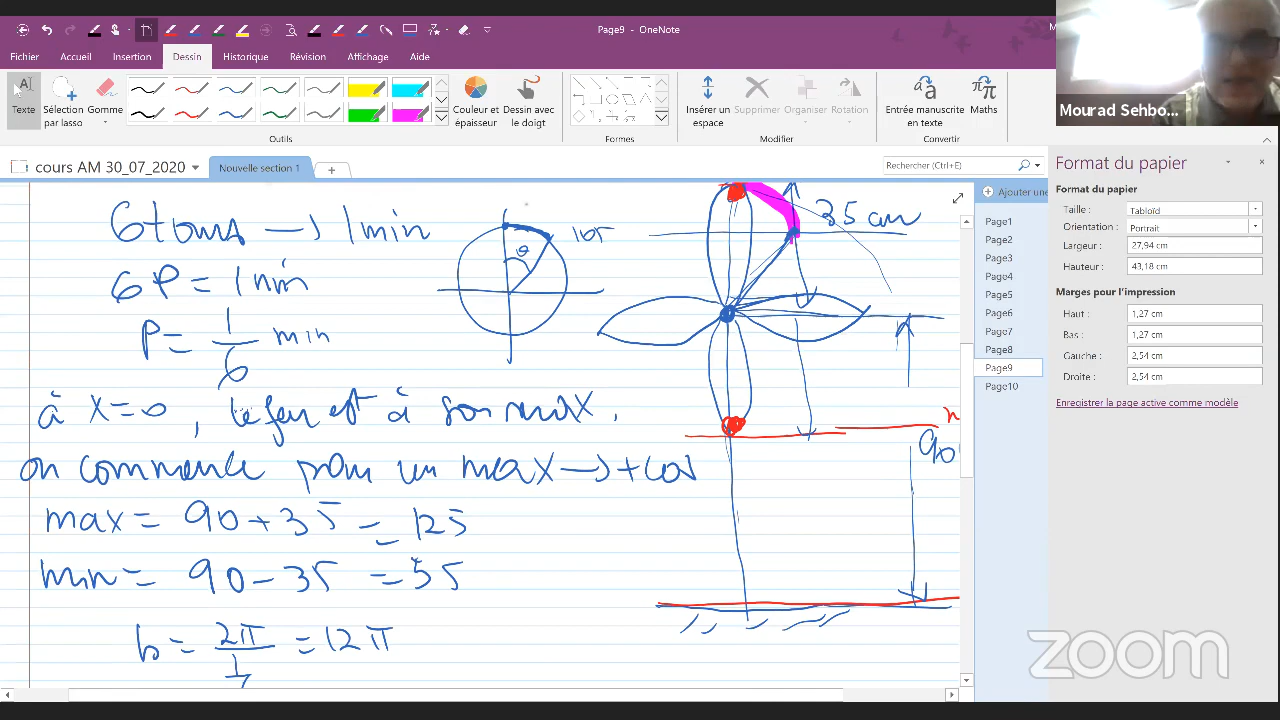 Page9 - OneNote
Fichier Accueil Insertion Dessin Historique Révision Affichage
Texte
Sélection par lasso
Gomme
Couleur et épaisseur
Dessin avec le doigt
Insérer un espace
Supprimer
Organiser
Rotation
Entrée manuscrite en texte
Maths
Outils
Formes
Modifier
Convertir
Mourad Sehbo...
cours AM 30_07_2020
Nouvelle section 1
Rechercher (Ctrl+E)
Ajouter une
Page1
Page2
Page3
Page4
Page5
Page6
Page7
Page8
Page9
Page10
Format du papier
Format du papier
Taille : Tabloïd
Orientation : Portrait
Largeur : 27,94 cm
Hauteur : 43,18 cm
Marges pour l'impression
Haut : 1,27 cm
Bas : 1,27 cm
Gauche : 2,54 cm
Droite : 2,54 cm
Enregistrer la page active comme modèle
6 tours → 1 min
6P = 1 min
P = 1/6 min
à x=0, le feu est à son max.
on commence pour un max → + cos
max = 90 + 35 = 125
min = 90 - 35 = 55
b = 2π/1 = 12π
θ
35 cm
90
zoom